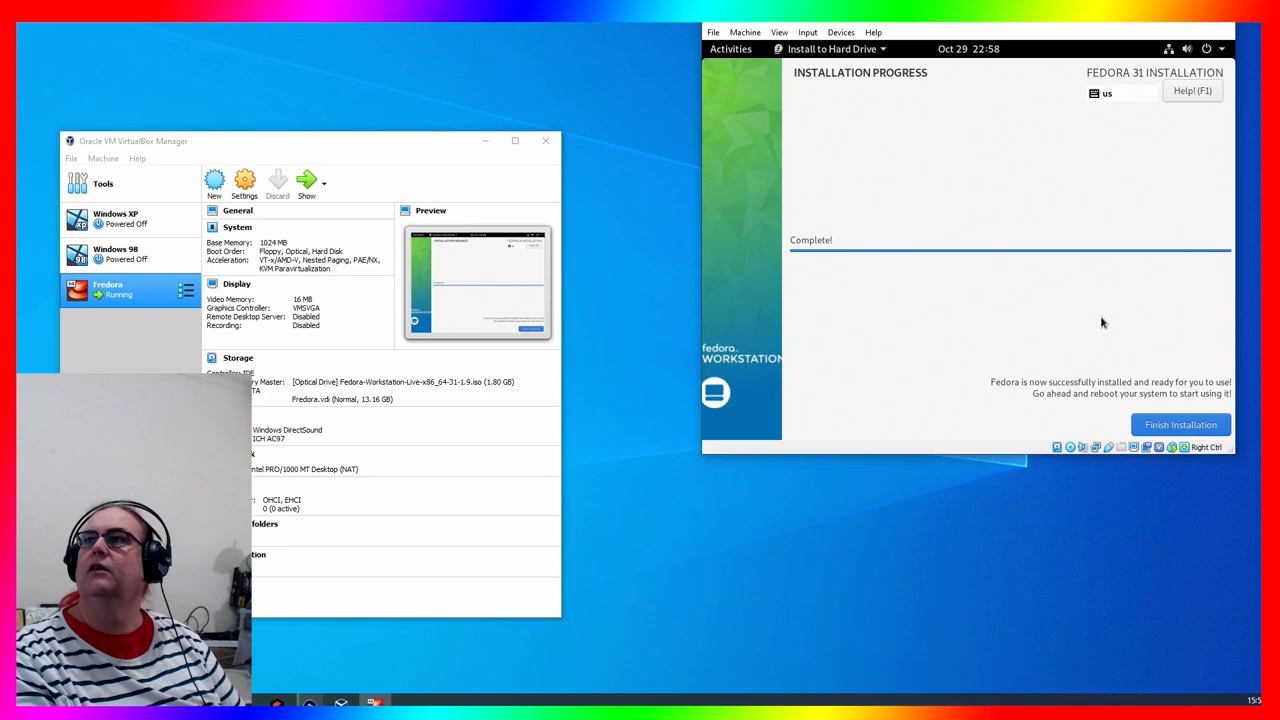 File Machine View Input Devices Help
Activities Install to Hard Drive Oct 29 22:58
INSTALLATION PROGRESS
FEDORA 31 INSTALLATION
us
Help! (F1)
Complete!
fedora.
WORKSTATION
Fedora is now successfully installed and ready for you to use!
Go ahead and reboot your system to start using it!
Finish Installation
Right Ctrl
Oracle VM VirtualBox Manager
File Machine Help
Tools
New Settings Discard Show
Windows XP
Powered Off
Windows 98
Powered Off
Fredora
Running
General
System
Base Memory: 1024 MB
Boot Order: Floppy, Optical, Hard Disk
Acceleration: VT-x/AMD-V, Nested Paging, PAE/NX,
KVM Paravirtualization
Preview
Display
Video Memory: 16 MB
Graphics Controller: VMSVGA
Remote Desktop Server: Disabled
Recording: Disabled
Storage
ry Master: [Optical Drive] Fedora-Workstation-Live-x86_64-31-1.9.iso (1.80 GB)
TA
Fredora.vdi (Normal, 13.16 GB)
Windows DirectSound
ICH AC97
k
ntel PRO/1000 MT Desktop (NAT)
OHCI, EHCI
0 (0 active)
folders
tion
15:5